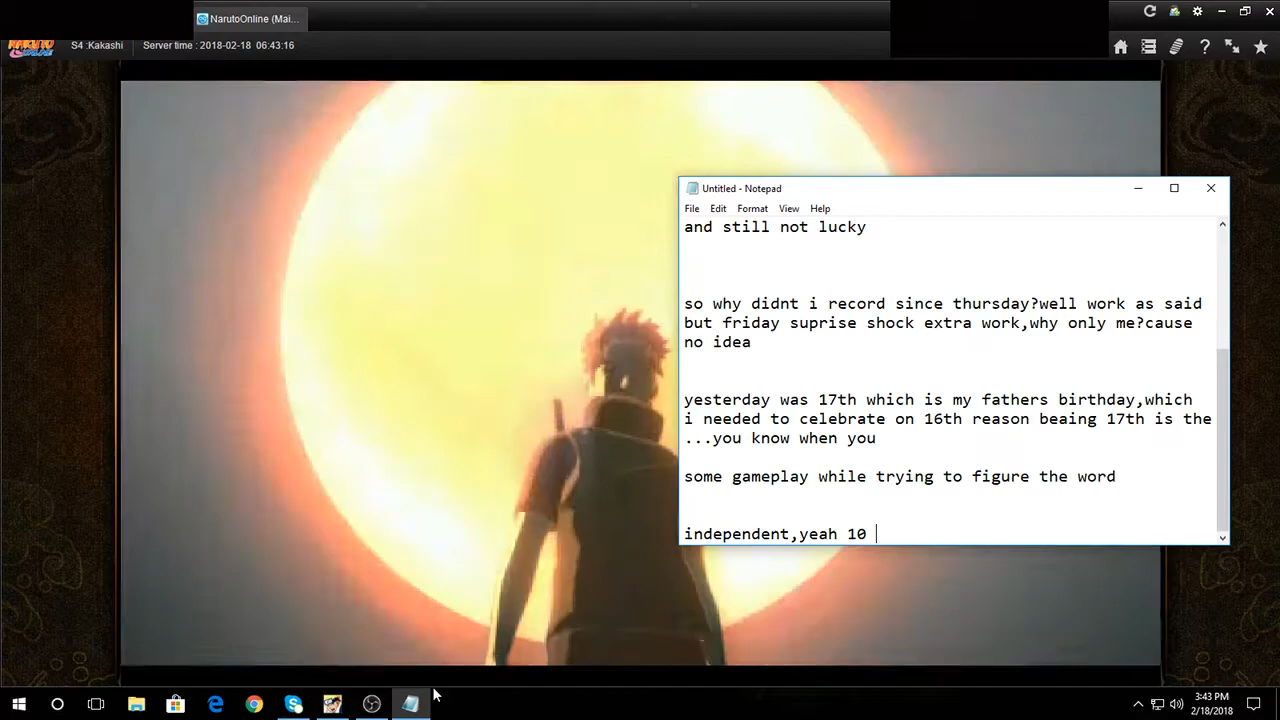 NarutoOnline (Mai...
NARUTO
S4 :Kakashi
Server time : 2018-02-18 06:43:16
Untitled - Notepad
File Edit Format View Help
and still not lucky
so why didnt i record since thursday?well work as said
but friday suprise shock extra work,why only me?cause
no idea
yesterday was 17th which is my fathers birthday,which
i needed to celebrate on 16th reason beaing 17th is the
...you know when you
some gameplay while trying to figure the word
independent,yeah 10
3:43 PM
2/18/2018